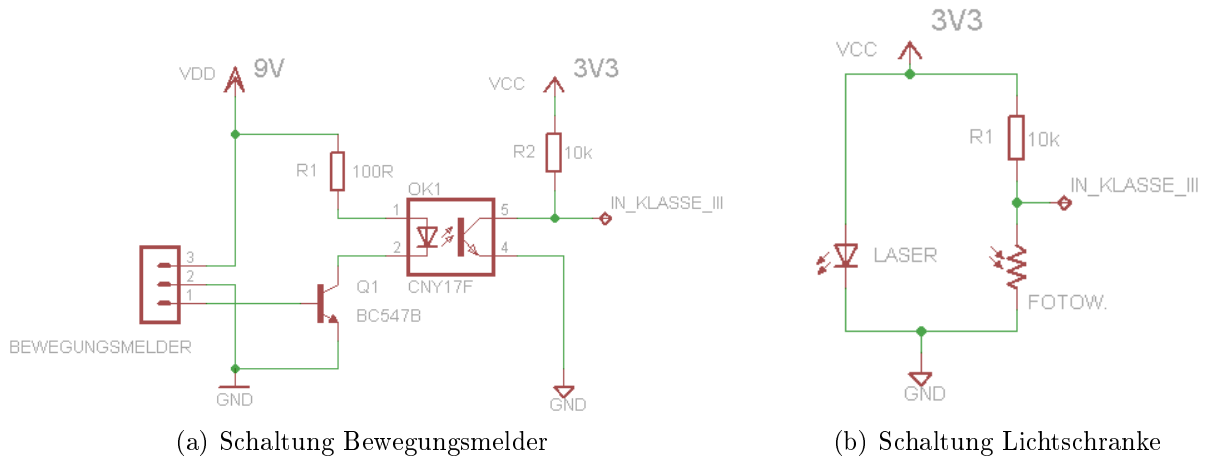 VDD
9V
R1
100R
OK1
1
2
5
4
CNY17F
VCC
3V3
R2
10k
IN_KLASSE_III
3
2
1
BEWEGUNGSMELDER
Q1
BC547B
GND
GND
(a) Schaltung Bewegungsmelder
3V3
VCC
R1
10k
IN_KLASSE_III
LASER
FOTOW.
GND
(b) Schaltung Lichtschranke